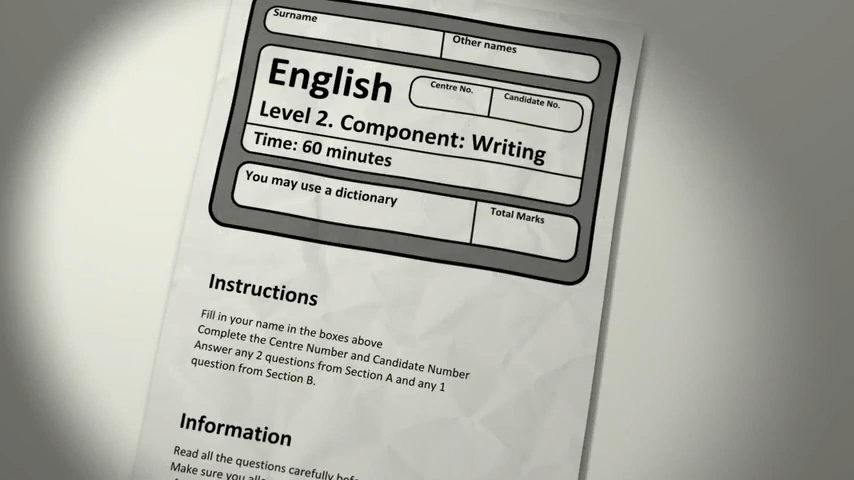 Surname
Other names
English
Centre No.
Candidate No.
Level 2. Component: Writing
Time: 60 minutes
You may use a dictionary
Total Marks
Instructions
Fill in your name in the boxes above
Complete the Centre Number and Candidate Number
Answer any 2 questions from Section A and any 1
question from Section B.
Information
Read all the questions carefully
Make sure you